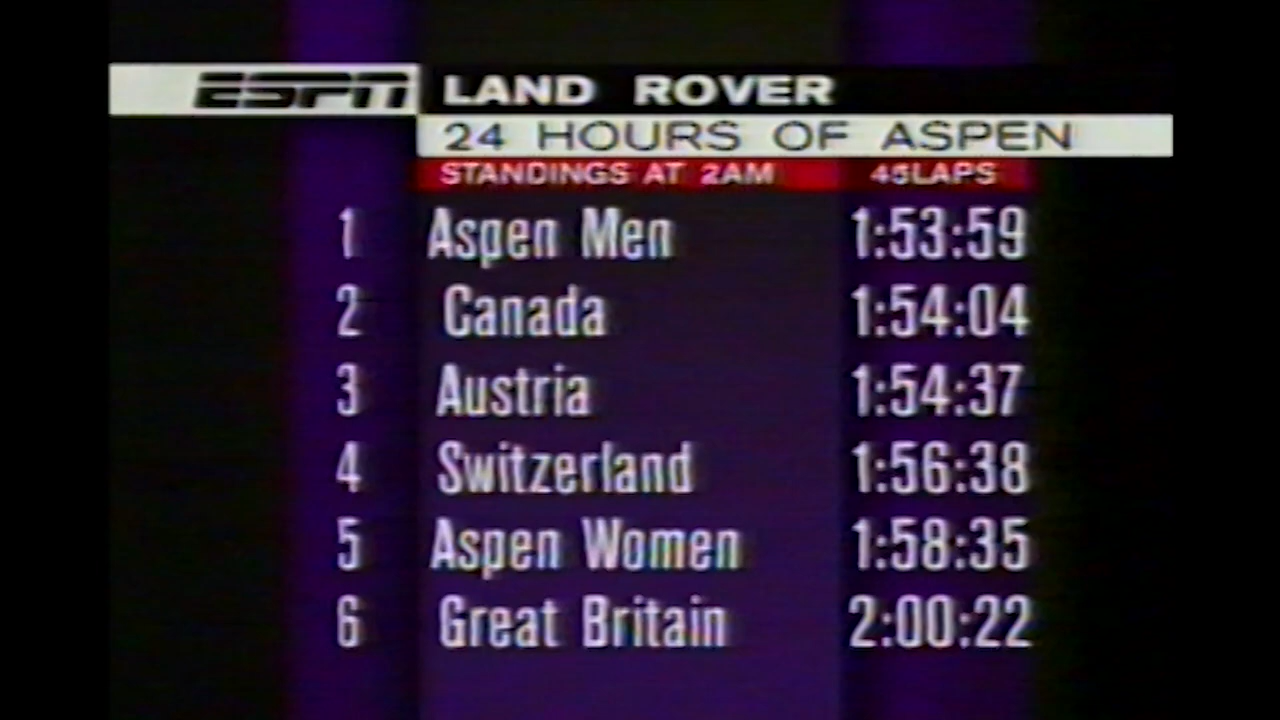 ESPN LAND ROVER
24 HOURS OF ASPEN
STANDINGS AT 2AM 45LAPS
1 Aspen Men 1:53:59
2 Canada 1:54:04
3 Austria 1:54:37
4 Switzerland 1:56:38
5 Aspen Women 1:58:35
6 Great Britain 2:00:22